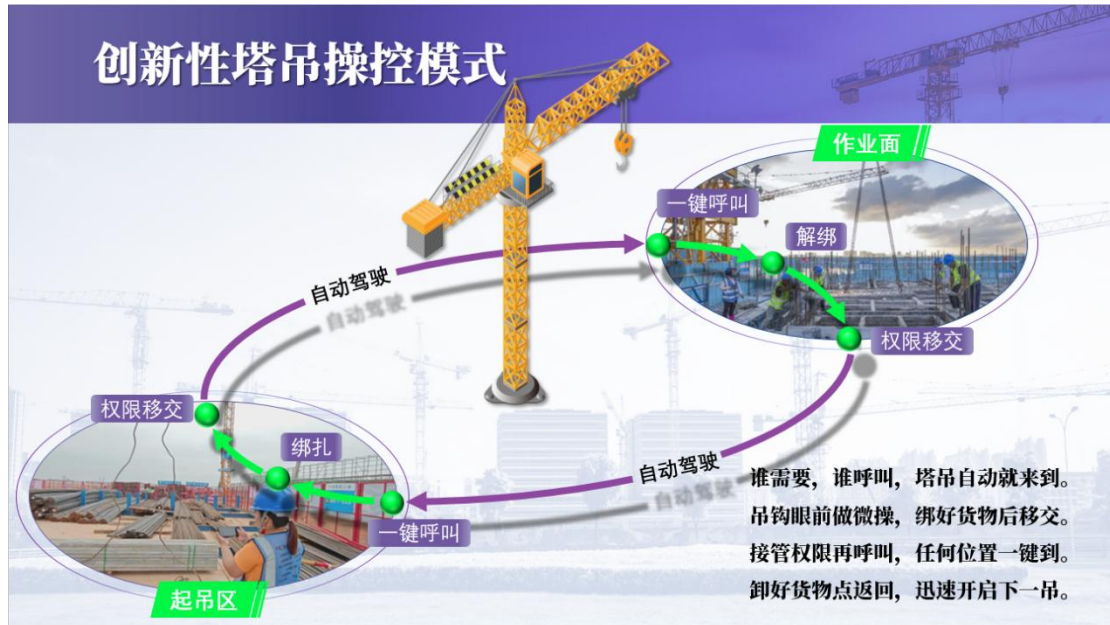 创新性塔吊操控模式
作业面
一键呼叫
解绑
自动驾驶
自动驾驶
权限移交
权限移交
绑扎
自动驾驶
自动驾驶
一键呼叫
起吊区
谁需要，谁呼叫，塔吊自动就来到。
吊钩眼前做微操，绑好货物后移交。
接管权限再呼叫，任何位置一键到。
卸好货物点返回，迅速开启下一吊。